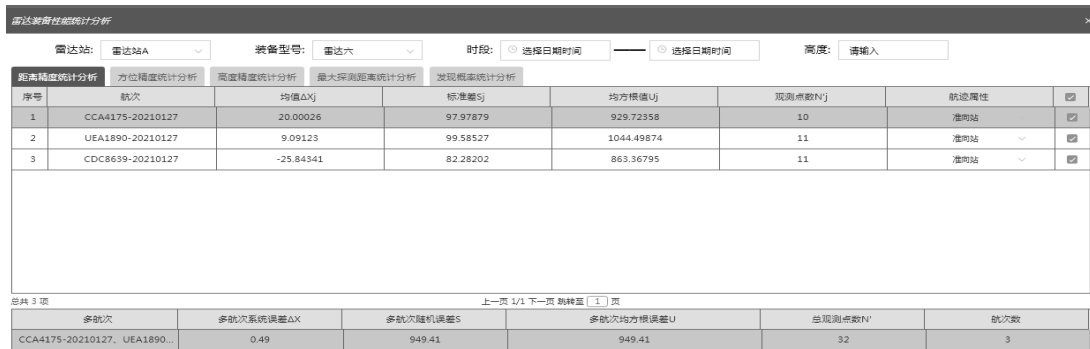 雷达装备性能统计分析
雷达站: 雷达站A 装备型号: 雷达六 时段: 选择日期时间 —— 选择日期时间 高度: 请输入
距离精度统计分析 方位精度统计分析 高度精度统计分析 最大探测距离统计分析 发现概率统计分析
序号 航次 均值ΔXj 标准差Sj 均方根值Uj 观测点数N'j 航迹属性
1 CCA4175-20210127 20.00026 97.97879 929.72358 10 准向站
2 UEA1890-20210127 9.09123 99.58527 1044.49874 11 准向站
3 CDC8639-20210127 -25.84341 82.28202 863.36795 11 准向站
总共 3 项 上一页 1/1 下一页 跳转至 1 页
多航次 多航次系统误差ΔX 多航次随机误差S 多航次均方根误差U 总观测点数N' 航次数
CCA4175-20210127、UEA1890... 0.49 949.41 949.41 32 3